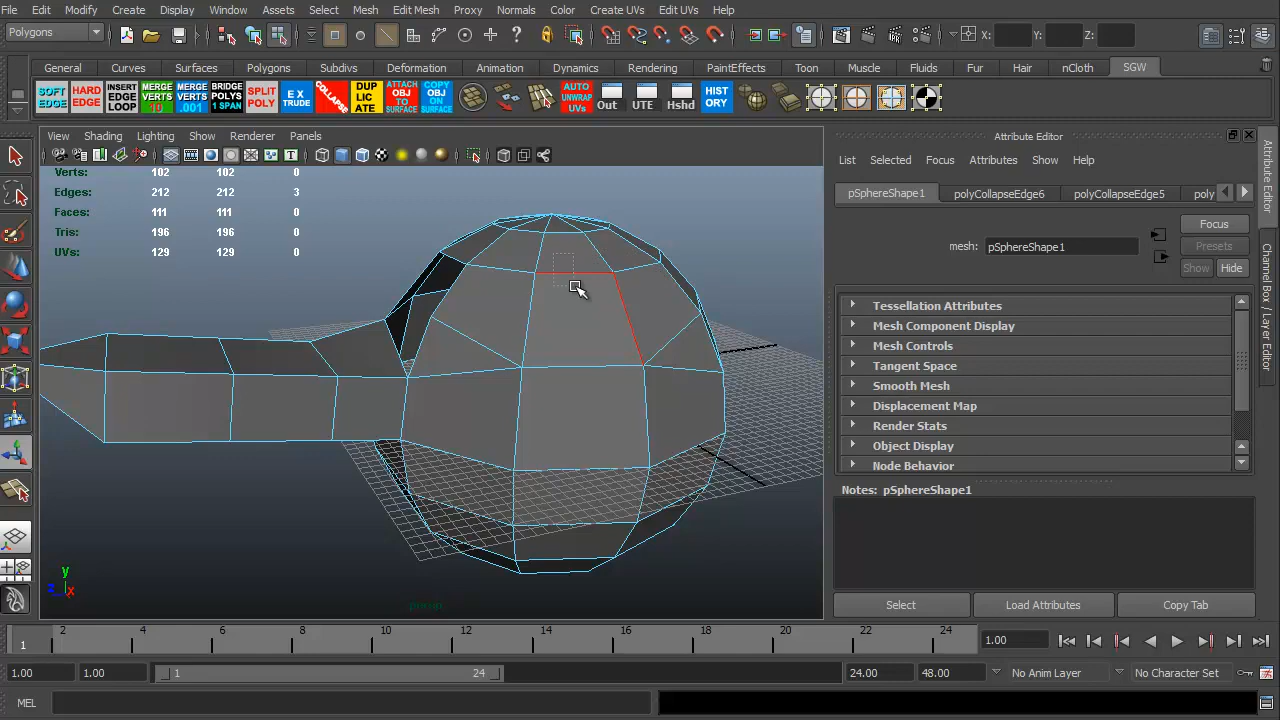 File Edit Modify Create Display Window Assets Select Mesh Edit Mesh Proxy Normals Color Create UVs Edit UVs Help
Polygons X: Y: Z:
General Curves Surfaces Polygons Subdivs Deformation Animation Dynamics Rendering PaintEffects Toon Muscle Fluids Fur Hair nCloth SGW
SOFT EDGE HARD EDGE INSERT EDGE LOOP MERGE VERTS 10 MERGE VERTS .001 BRIDGE POLYS 1 SPAN SPLIT POLY EX TRUDE COLLAPSE DUP LIC ATE ATTACH OBJ TO SURFACE COPY OBJ ON SURFACE AUTO UNWRAP UVs Out UTE Hshd HIST ORY
View Shading Lighting Show Renderer Panels
Attribute Editor
List Selected Focus Attributes Show Help
Verts: 102 102 0
Edges: 212 212 3
Faces: 111 111 0
Tris: 196 196 0
UVs: 129 129 0
pSphereShape1 polyCollapseEdge6 polyCollapseEdge5 poly
mesh: pSphereShape1
Focus
Presets
Show Hide
Tessellation Attributes
Mesh Component Display
Mesh Controls
Tangent Space
Smooth Mesh
Displacement Map
Render Stats
Object Display
Node Behavior
Notes: pSphereShape1
Select Load Attributes Copy Tab
Attribute Editor
Channel Box / Layer Editor
y
z x
persp
1 2 4 6 8 10 12 14 16 18 20 22 24 1.00
1.00 1.00 1 24 24.00 48.00 No Anim Layer No Character Set
MEL